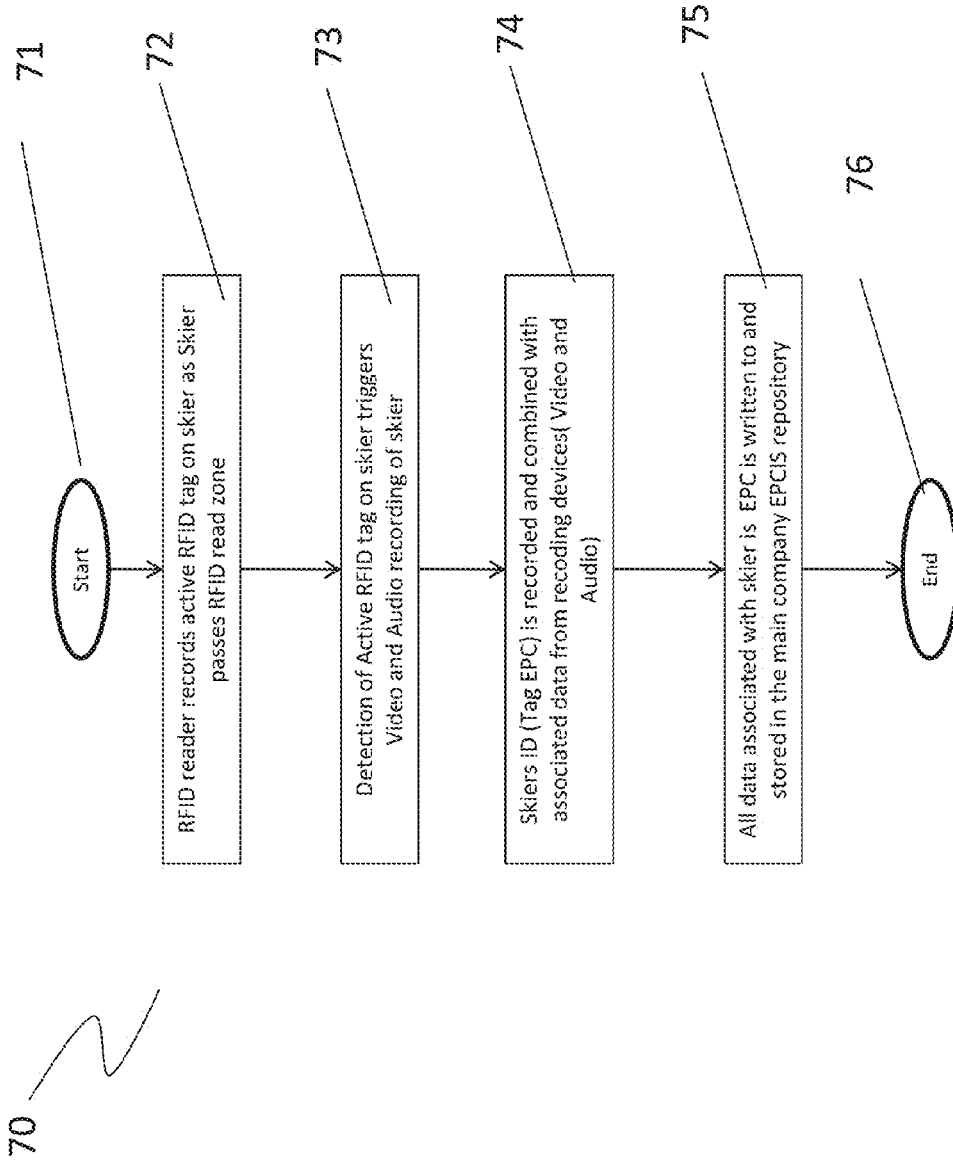 70
71
Start
72
RFID reader records active RFID tag on skier as Skier
passes RFID read zone
73
Detection of Active RFID tag on skier triggers
Video and Audio recording of skier
74
Skiers ID (Tag EPC) is recorded and combined with
associated data from recoding devices( Video and
Audio)
75
All data associated with skier is EPC is written to and
stored in the main company EPCIS repository
76
End